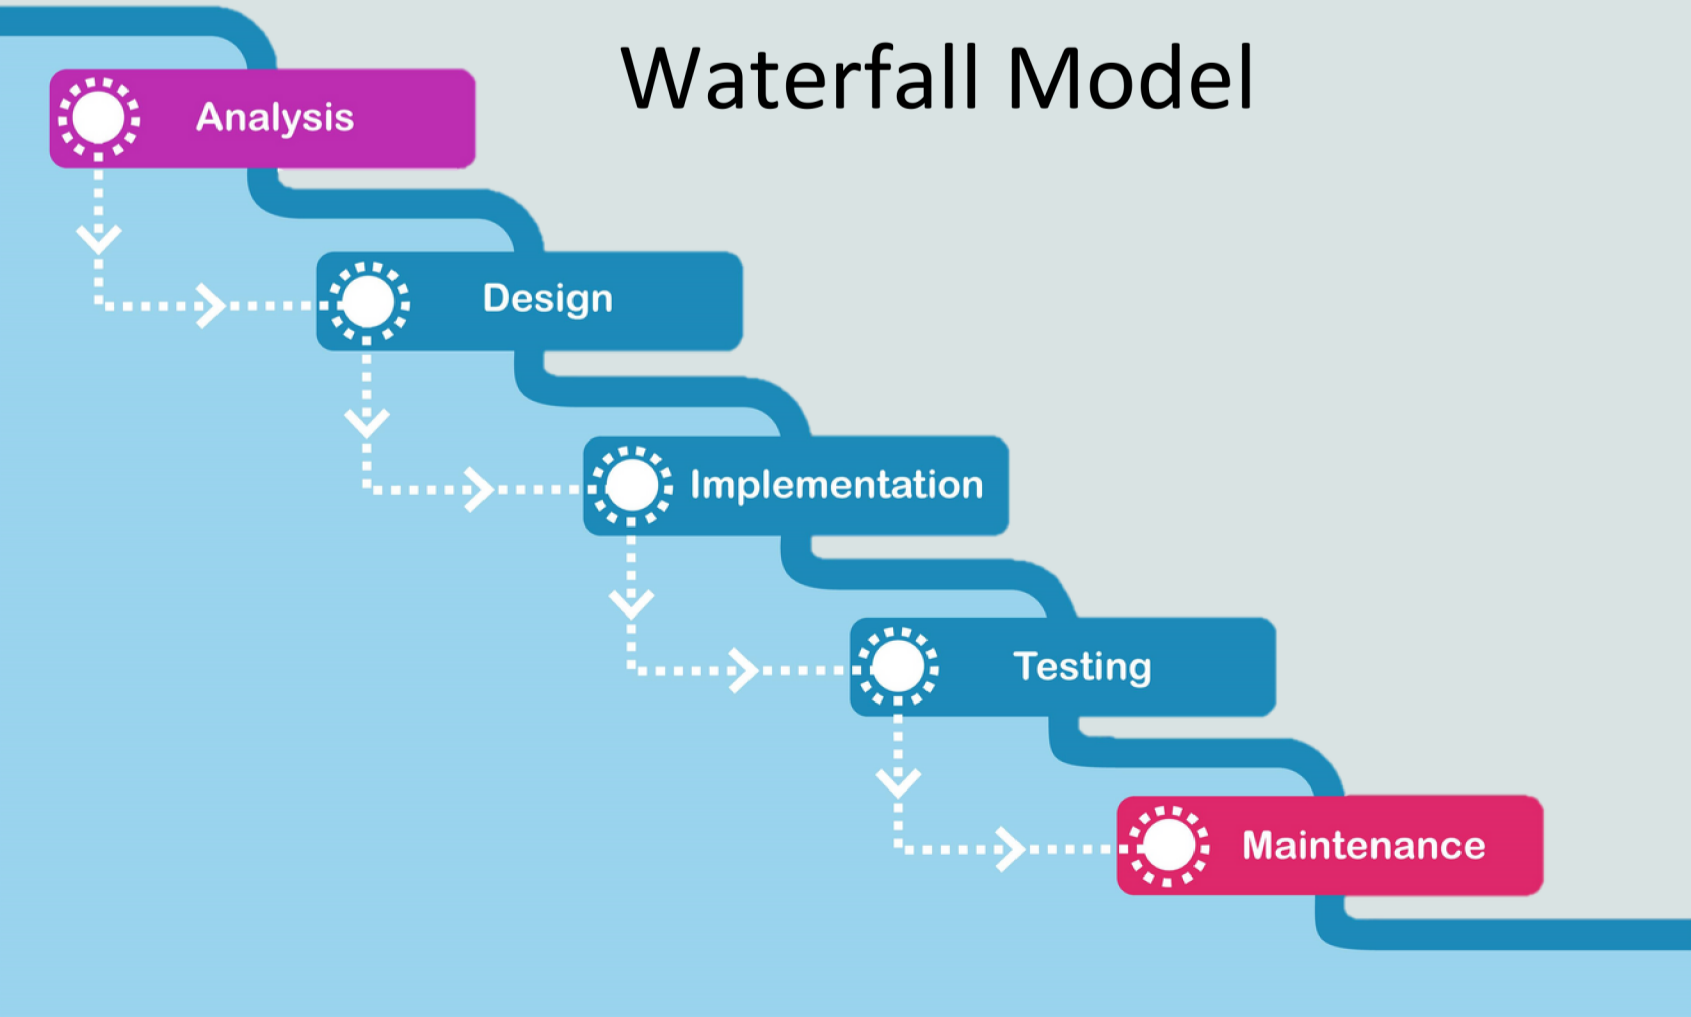 Waterfall Model
Analysis
Design
Implementation
Testing
Maintenance